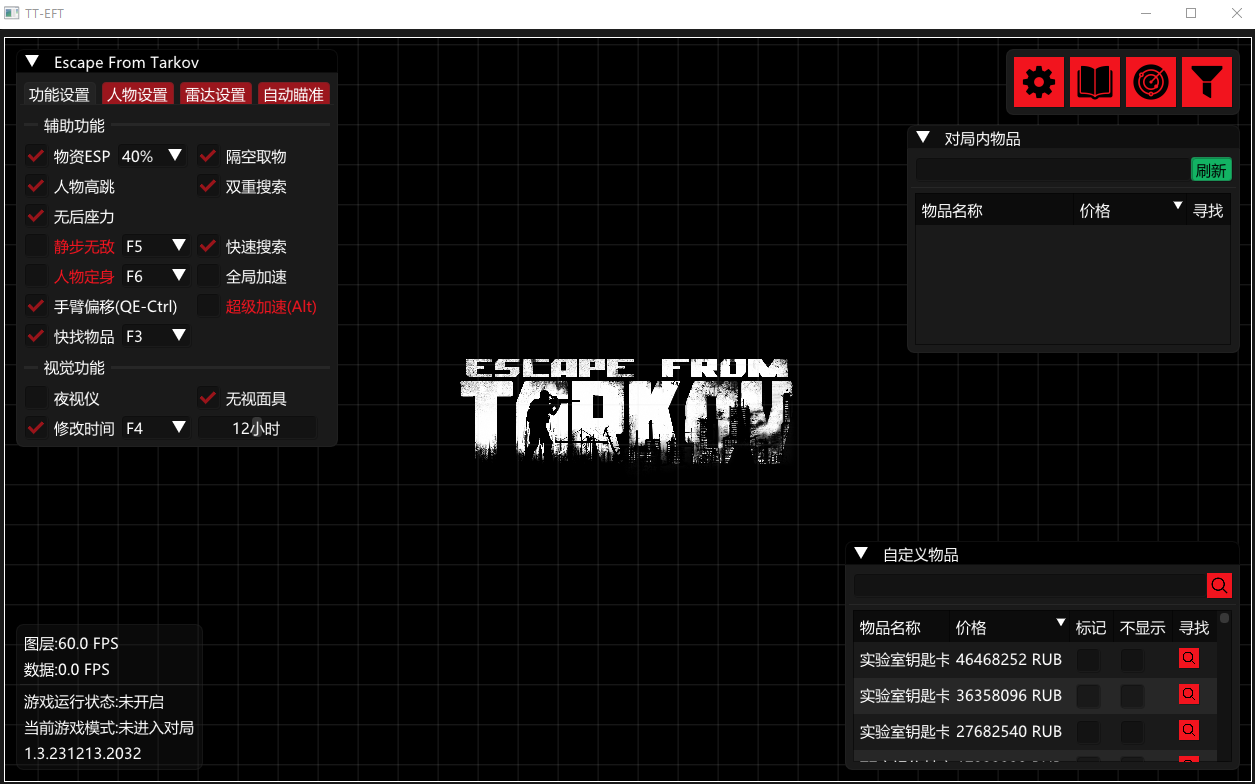 TT-EFT
Escape From Tarkov
功能设置 人物设置 雷达设置 自动瞄准
辅助功能
物资ESP 40% 隔空取物
人物高跳 双重搜索
无后座力
静步无敌 F5 快速搜索
人物定身 F6 全局加速
手臂偏移(QE-Ctrl) 超级加速(Alt)
快找物品 F3
视觉功能
夜视仪 无视面具
修改时间 F4 12小时
对局内物品
刷新
物品名称 价格 寻找
ESCAPE FROM
TARKOV
自定义物品
物品名称 价格 标记 不显示 寻找
实验室钥匙卡 46468252 RUB
实验室钥匙卡 36358096 RUB
实验室钥匙卡 27682540 RUB
图层:60.0 FPS
数据:0.0 FPS
游戏运行状态:未开启
当前游戏模式:未进入对局
1.3.231213.2032